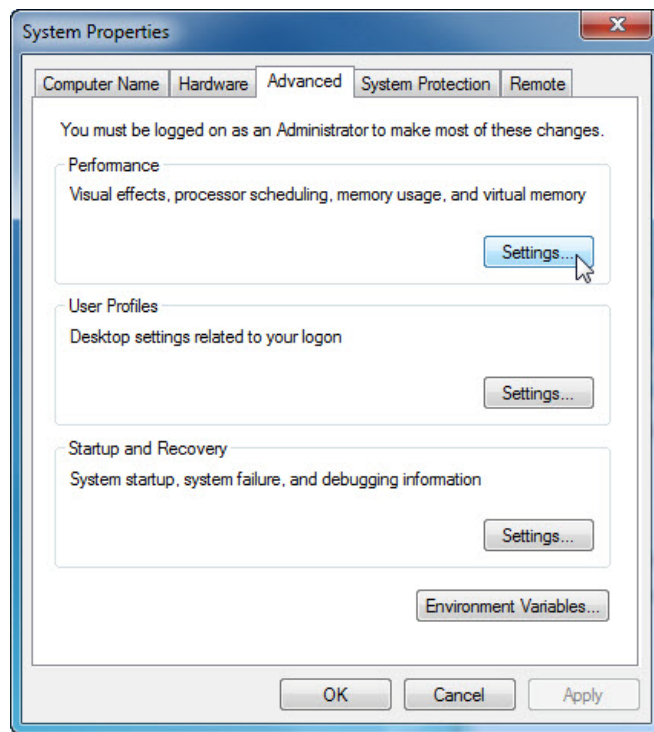 System Properties
Computer Name Hardware Advanced System Protection Remote
You must be logged on as an Administrator to make most of these changes.
Performance
Visual effects, processor scheduling, memory usage, and virtual memory
Settings...
User Profiles
Desktop settings related to your logon
Settings...
Startup and Recovery
System startup, system failure, and debugging information
Settings...
Environment Variables...
OK Cancel Apply